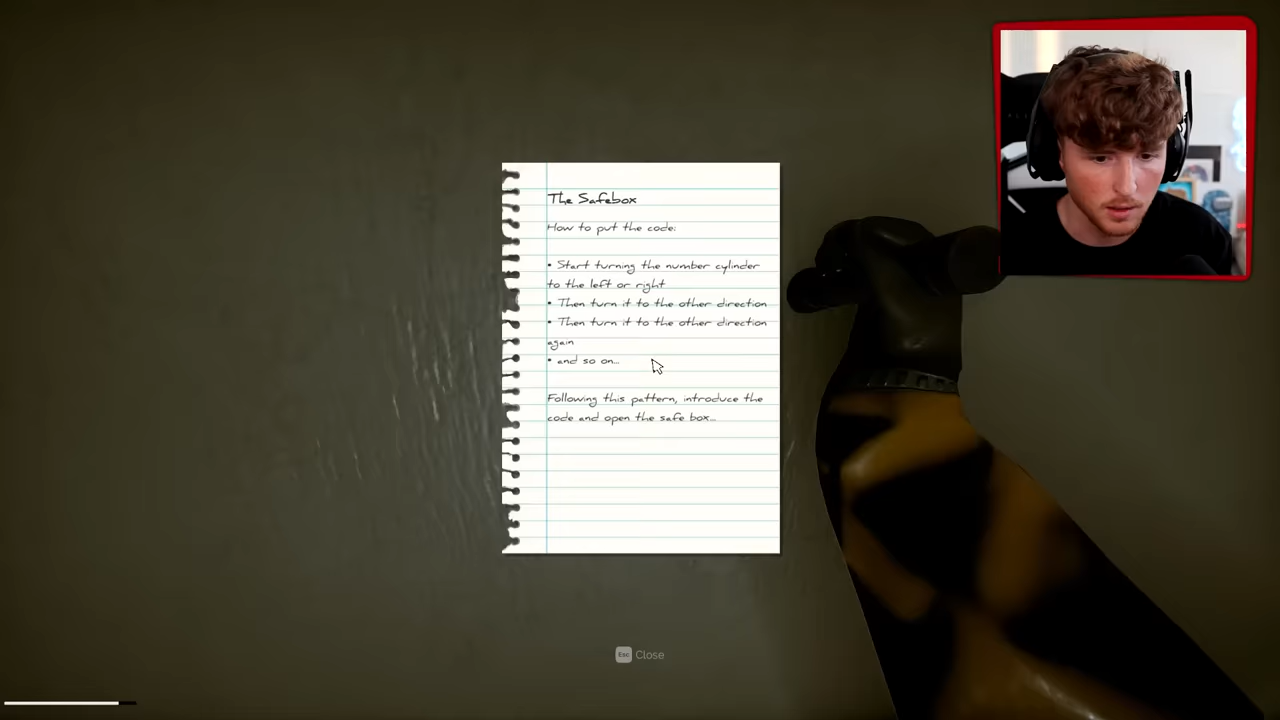 The Safebox
How to put the code:
• Start turning the number cylinder
to the left or right
• Then turn it to the other direction
• Then turn it to the other direction
again
• and so on...
Following this pattern, introduce the
code and open the safe box...
Esc Close